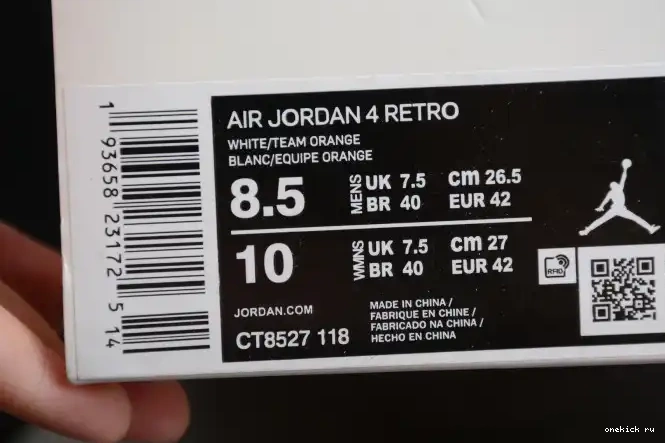 1 93658 23172 5 14
AIR JORDAN 4 RETRO
WHITE/TEAM ORANGE
BLANC/EQUIPE ORANGE
8.5 MENS UK 7.5 cm 26.5
BR 40 EUR 42
10 WMNS UK 7.5 cm 27
BR 40 EUR 42
RFID
JORDAN.COM
CT8527 118
MADE IN CHINA /
FABRIQUE EN CHINE /
FABRICADO NA CHINA /
HECHO EN CHINA
onekick ru